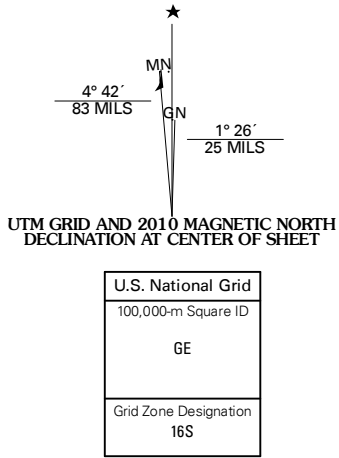 ★
MN
4° 42´
83 MILS
GN
1° 26´
25 MILS
UTM GRID AND 2010 MAGNETIC NORTH
DECLINATION AT CENTER OF SHEET
U.S. National Grid
100,000-m Square ID
GE
Grid Zone Designation
16S